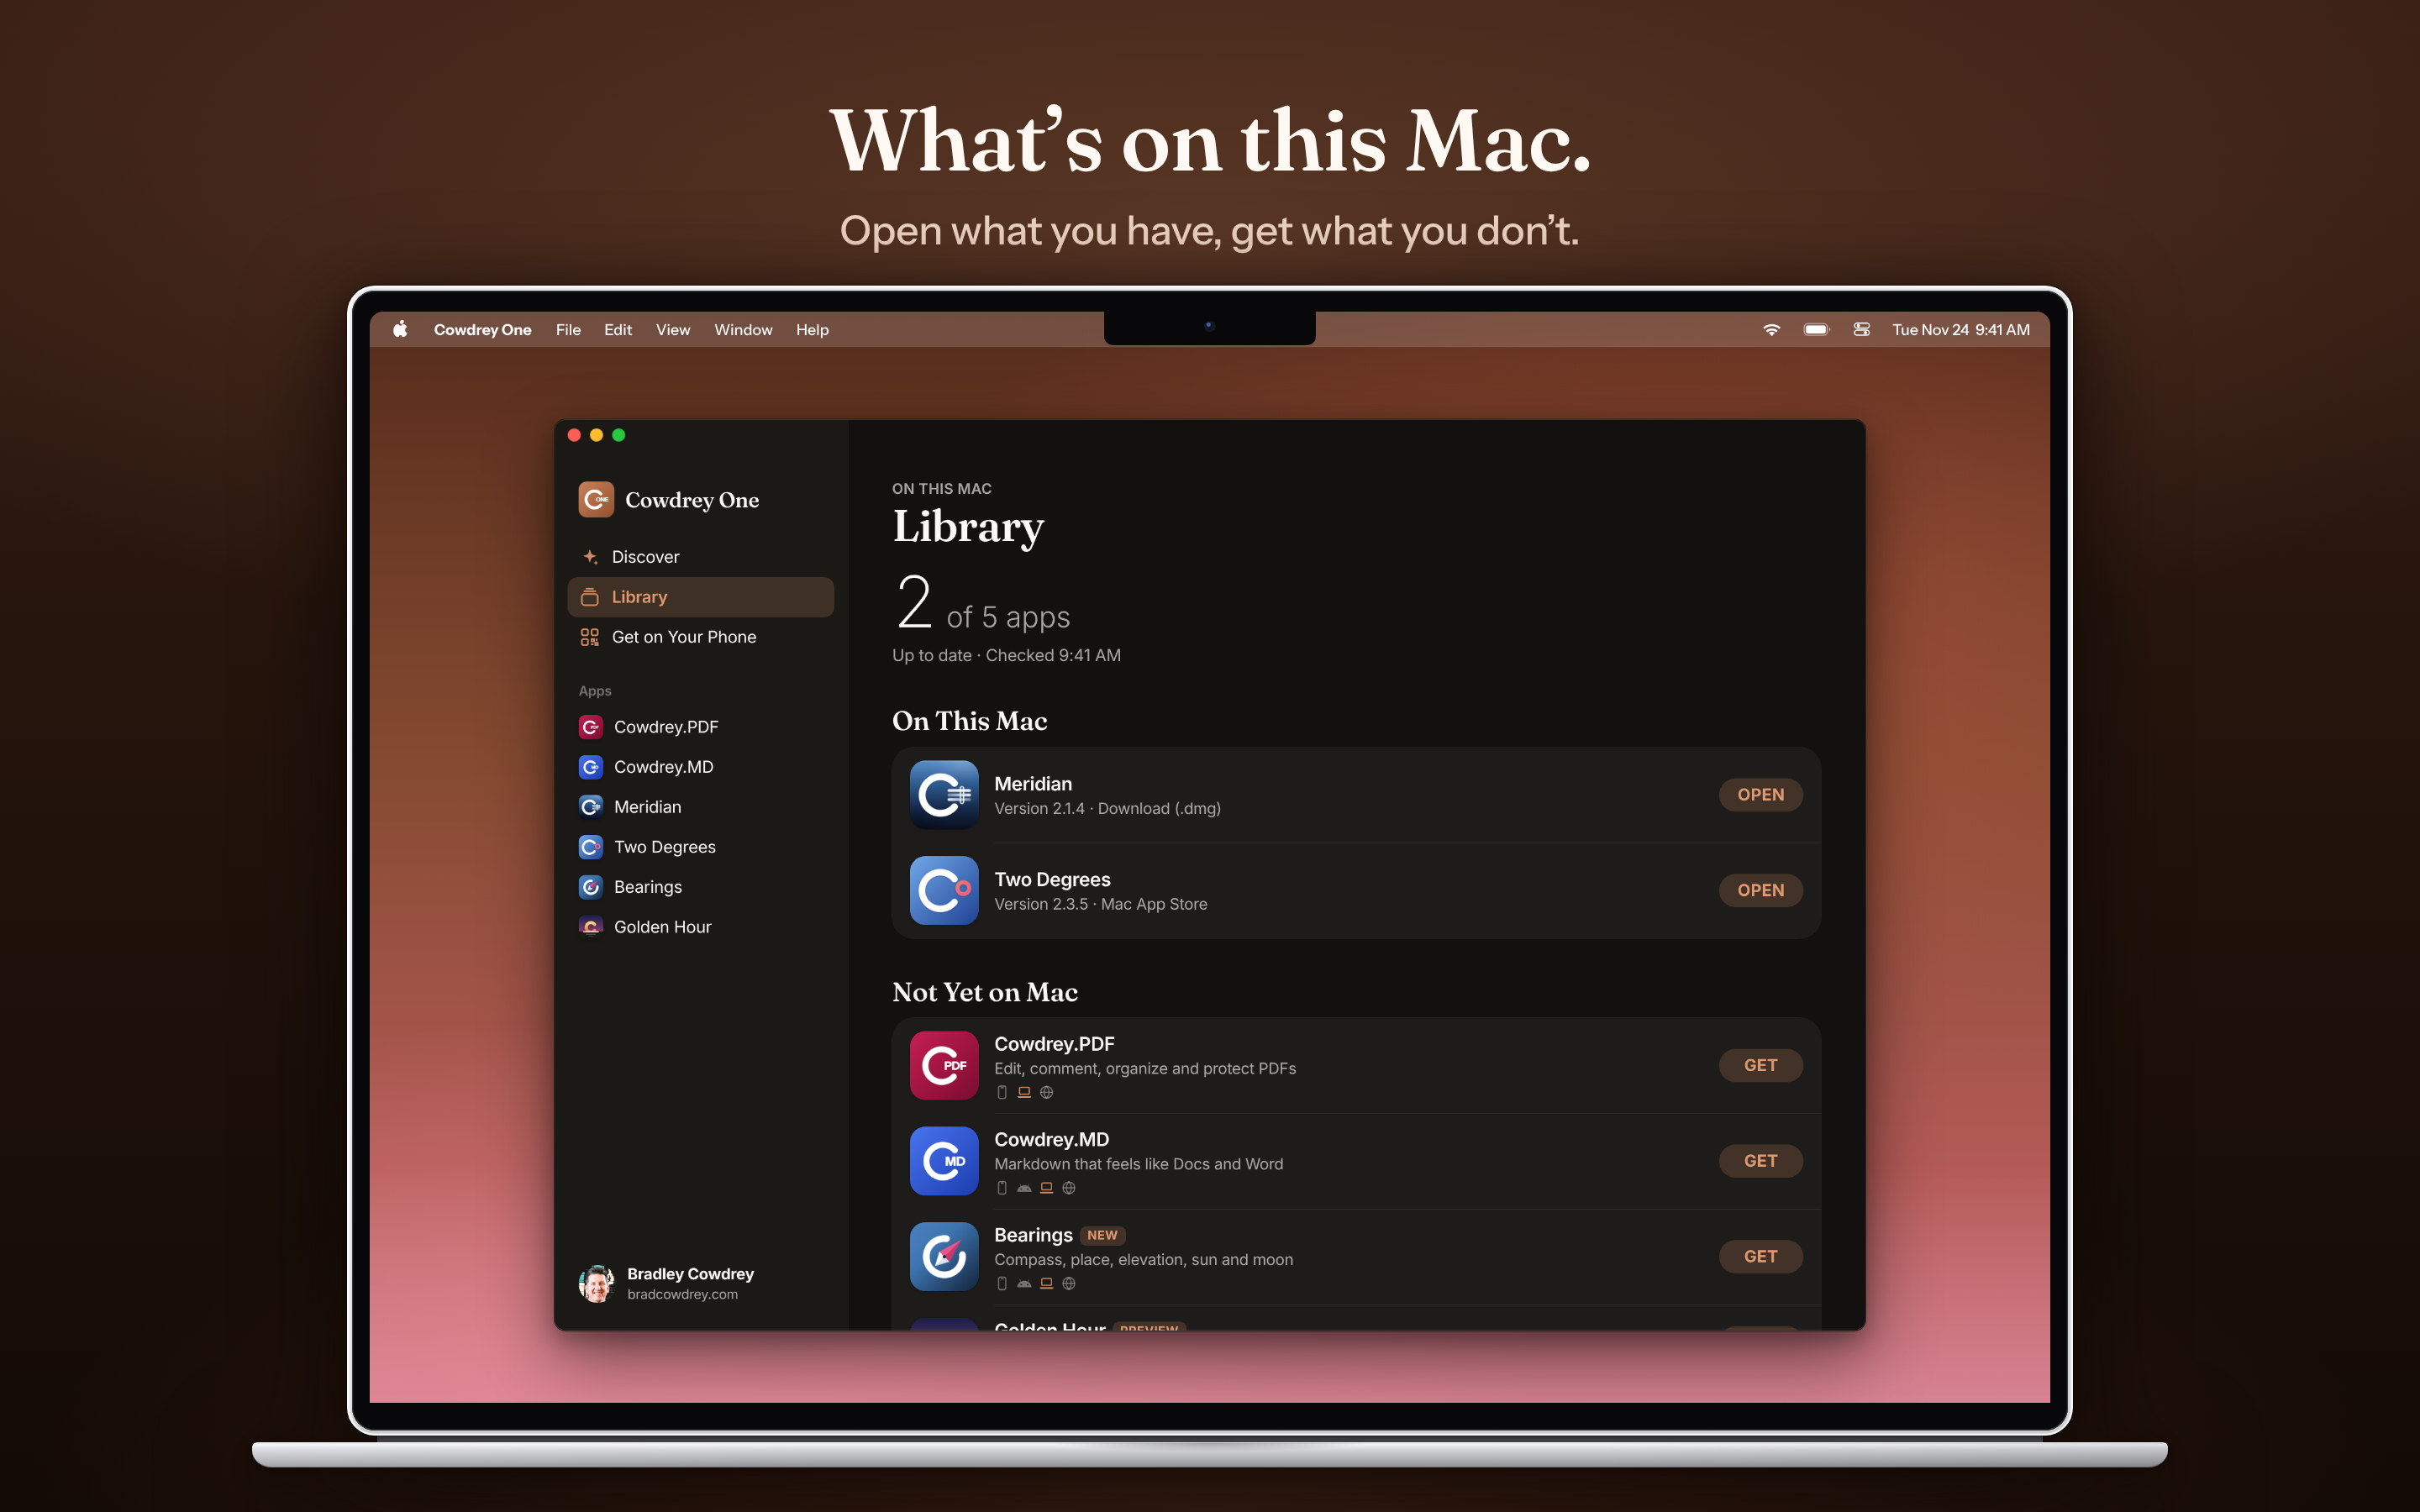 What’s on this Mac.
Open what you have, get what you don’t.
Cowdrey One File Edit View Window Help
Tue Nov 24 9:41 AM
ONE
Cowdrey One
Discover
Library
Get on Your Phone
Apps
Cowdrey.PDF
Cowdrey.MD
Meridian
Two Degrees
Bearings
Golden Hour
Bradley Cowdrey
bradcowdrey.com
ON THIS MAC
Library
2 of 5 apps
Up to date · Checked 9:41 AM
On This Mac
Meridian
Version 2.1.4 · Download (.dmg)
OPEN
Two Degrees
Version 2.3.5 · Mac App Store
OPEN
Not Yet on Mac
PDF
Cowdrey.PDF
Edit, comment, organize and protect PDFs
GET
MD
Cowdrey.MD
Markdown that feels like Docs and Word
GET
Bearings NEW
Compass, place, elevation, sun and moon
GET
Golden Hour PREVIEW